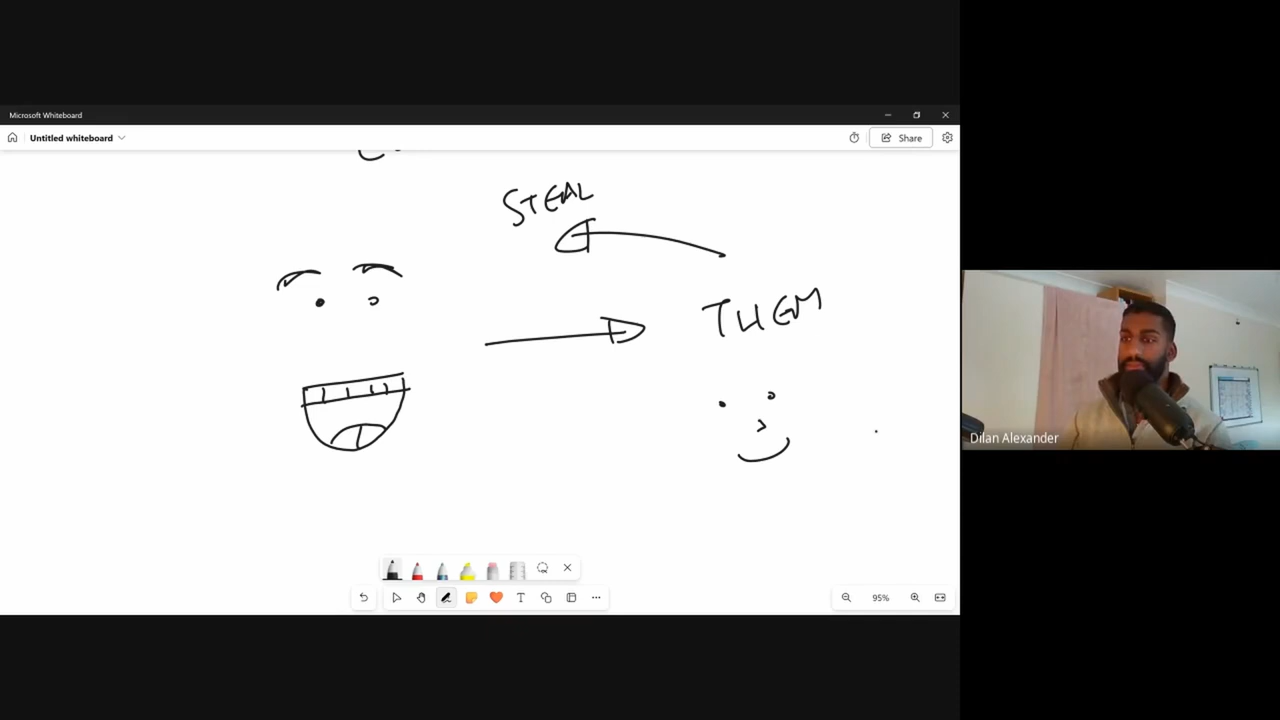 Microsoft Whiteboard
Untitled whiteboard
Share
STEAL
THEM
Dilan Alexander
95%